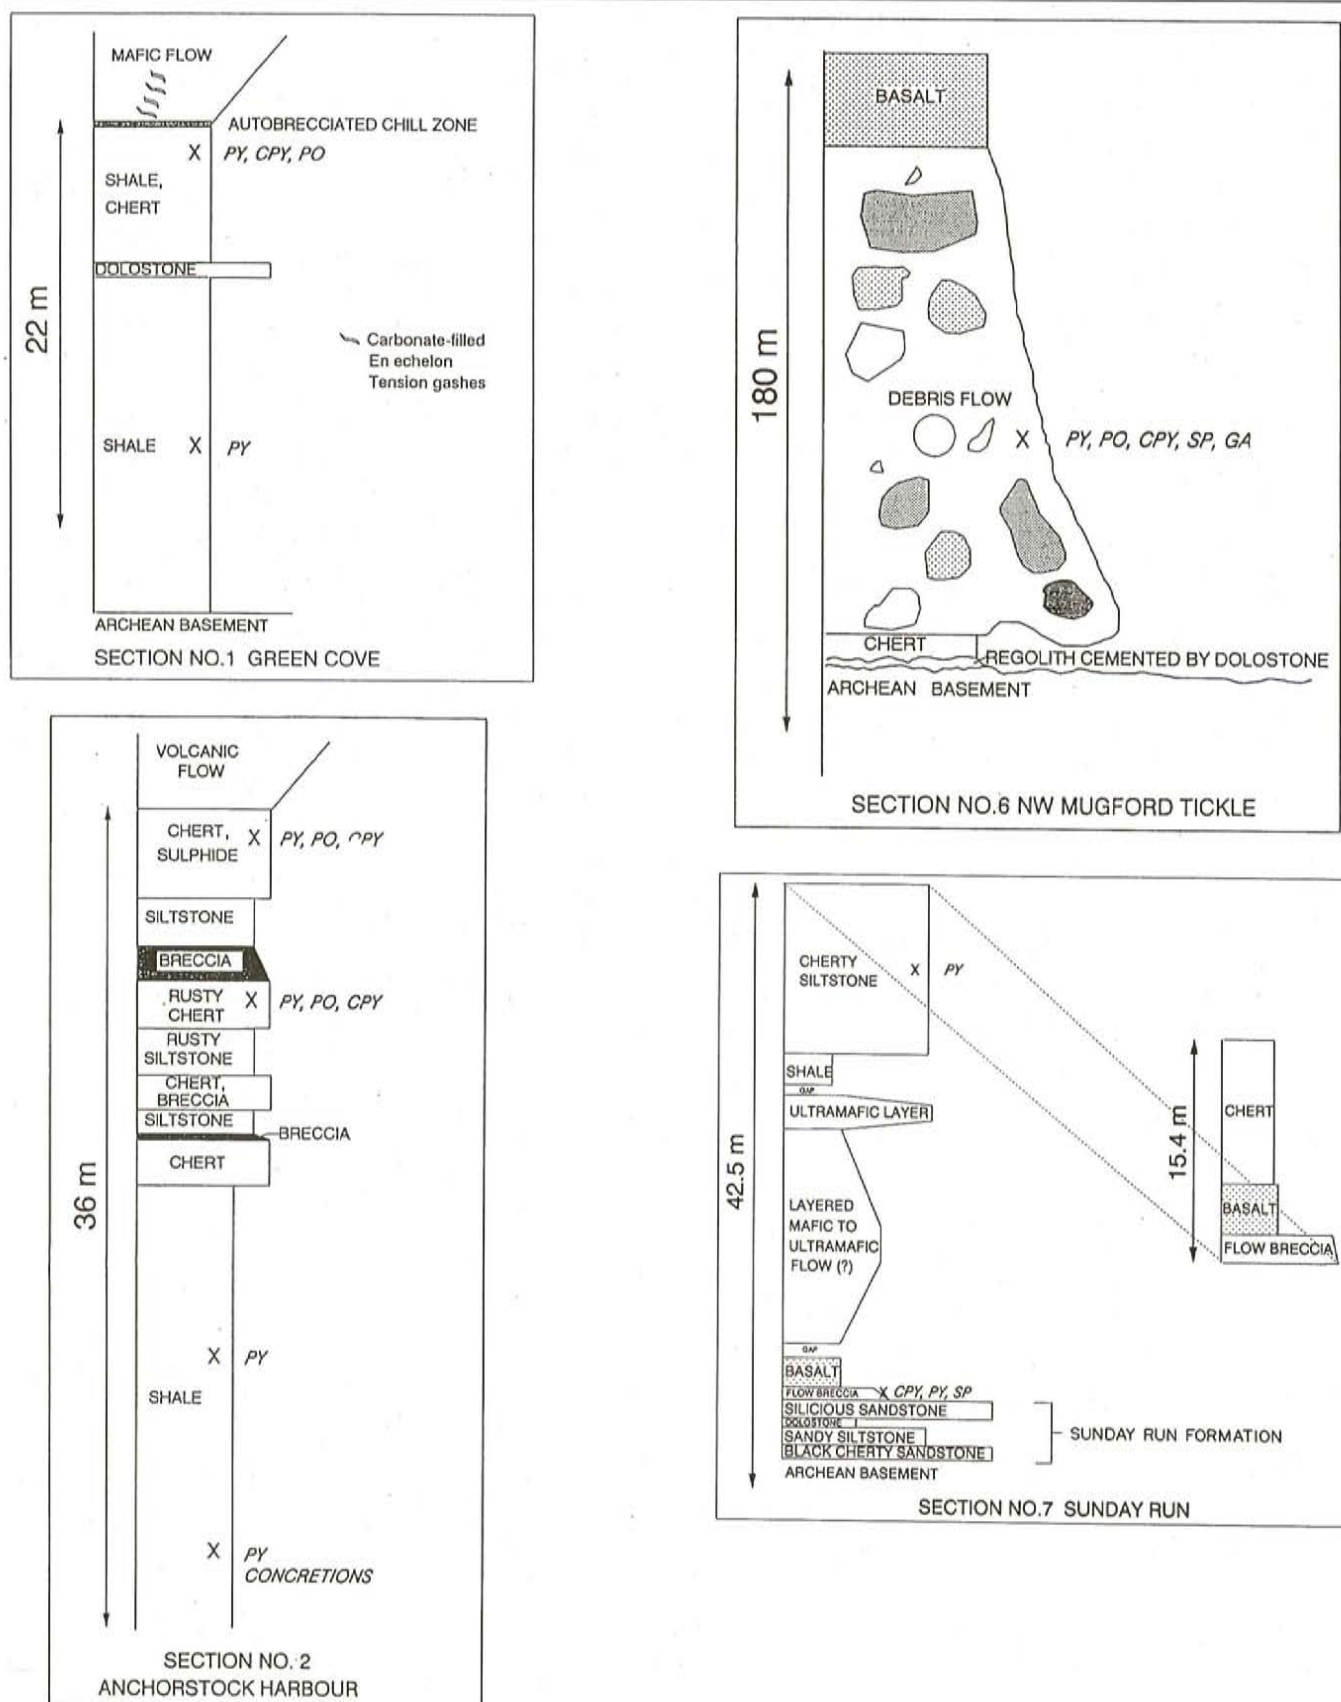 MAFIC FLOW
AUTOBRECCIATED CHILL ZONE
X PY, CPY, PO
SHALE,
CHERT
DOLOSTONE
22 m
Carbonate-filled
En echelon
Tension gashes
SHALE X PY
ARCHEAN BASEMENT
SECTION NO.1 GREEN COVE
BASALT
180 m
DEBRIS FLOW
X PY, PO, CPY, SP, GA
CHERT
REGOLITH CEMENTED BY DOLOSTONE
ARCHEAN BASEMENT
SECTION NO.6 NW MUGFORD TICKLE
VOLCANIC
FLOW
CHERT,
SULPHIDE
X PY, PO, CPY
SILTSTONE
BRECCIA
RUSTY
CHERT
X PY, PO, CPY
RUSTY
SILTSTONE
CHERT,
BRECCIA
SILTSTONE
BRECCIA
CHERT
36 m
X PY
SHALE
X PY
CONCRETIONS
SECTION NO. 2
ANCHORSTOCK HARBOUR
CHERTY
SILTSTONE
X PY
SHALE
GAP
ULTRAMAFIC LAYER
42.5 m
LAYERED
MAFIC TO
ULTRAMAFIC
FLOW (?)
GAP
BASALT
FLOW BRECCIA X CPY, PY, SP
SILICIOUS SANDSTONE
DOLOSTONE
SANDY SILTSTONE
BLACK CHERTY SANDSTONE
SUNDAY RUN FORMATION
ARCHEAN BASEMENT
15.4 m
CHERT
BASALT
FLOW BRECCIA
SECTION NO.7 SUNDAY RUN